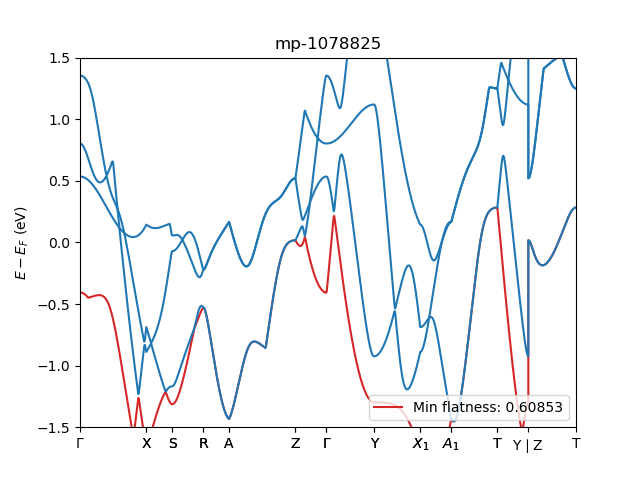 mp-1078825
E − E_F (eV)
1.5
1.0
0.5
0.0
−0.5
−1.0
−1.5
Min flatness: 0.60853
Γ X S R A Z Γ Y X₁ A₁ T Y | Z T